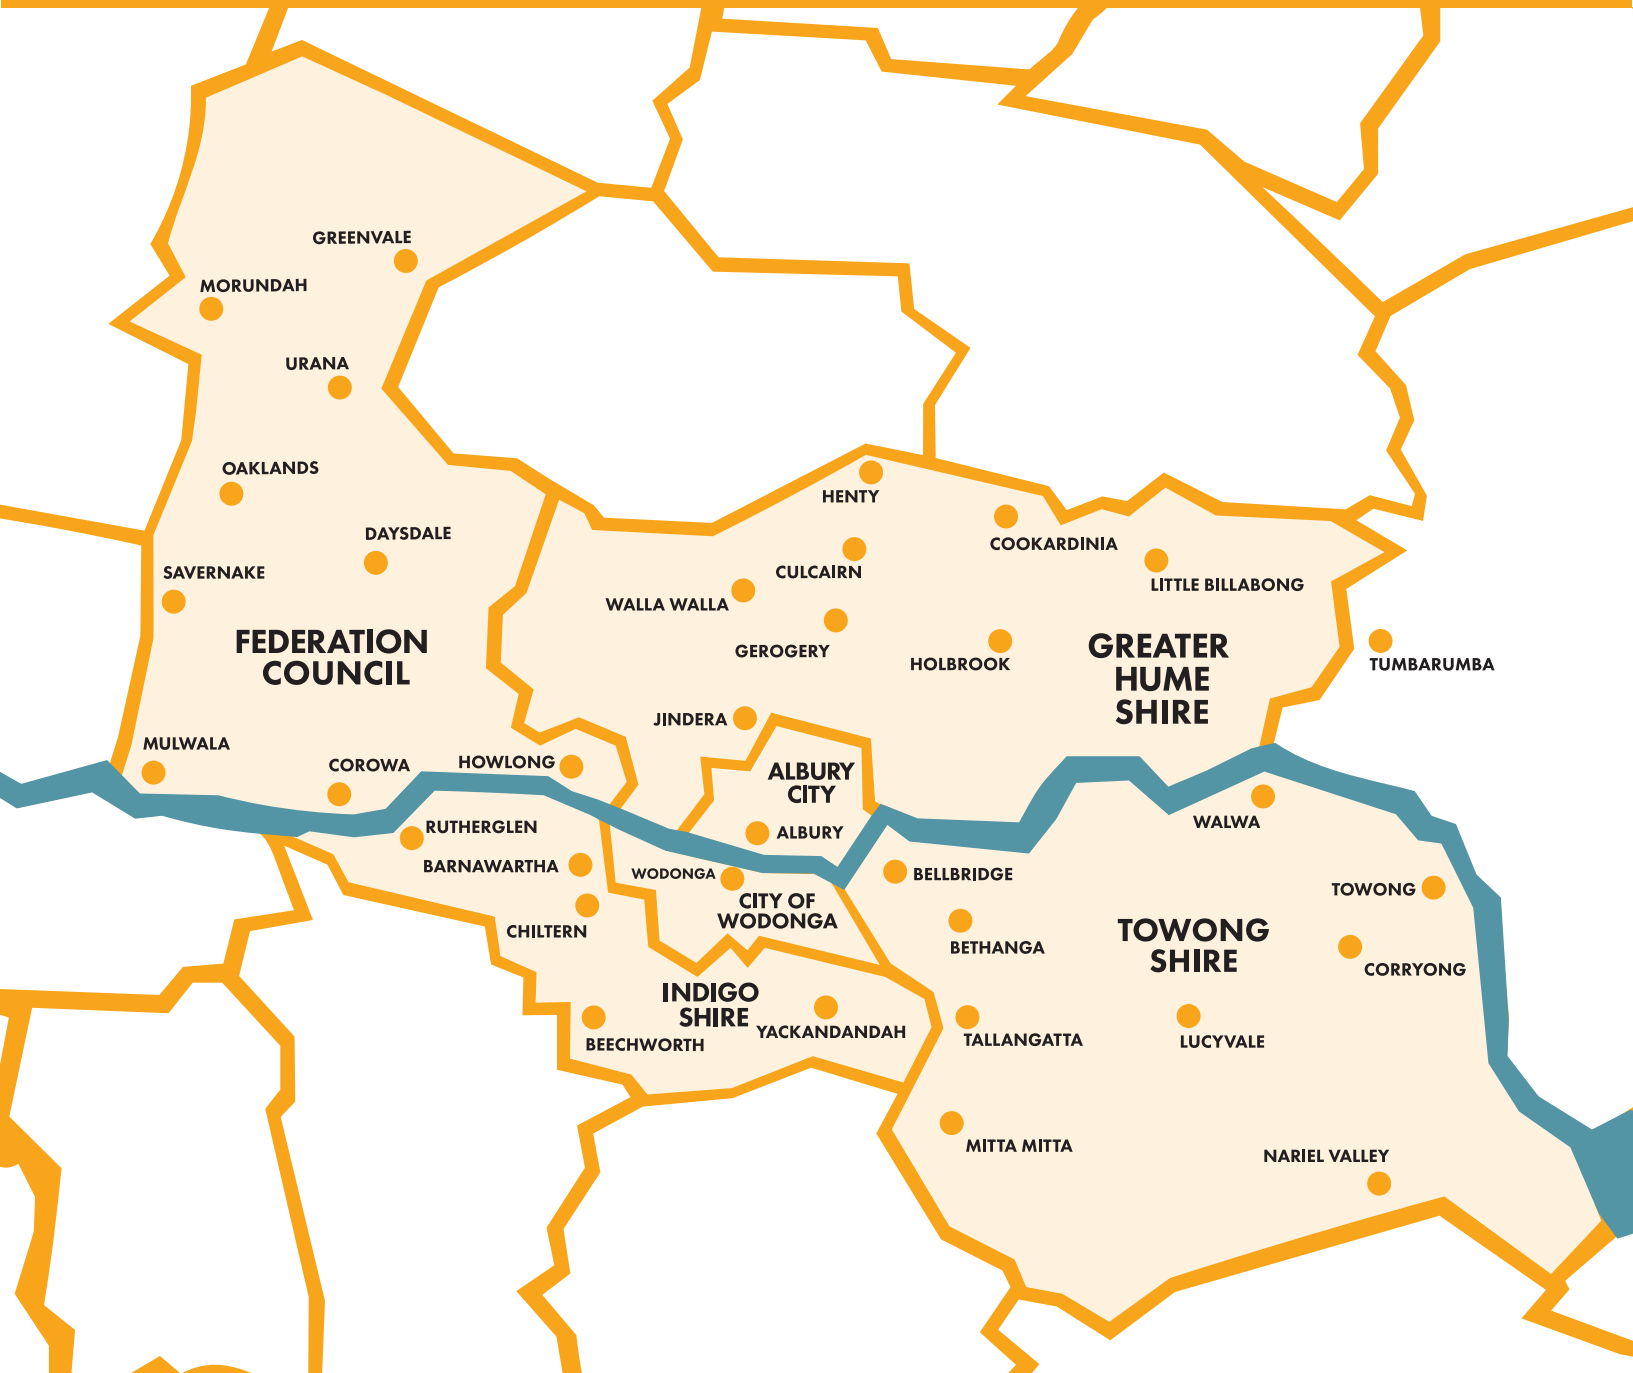 GREENVALE
MORUNDAH
URANA
OAKLANDS
HENTY
DAYSDALE
COOKARDINIA
SAVERNAKE
CULCAIRN
LITTLE BILLABONG
WALLA WALLA
FEDERATION
COUNCIL
GEROGERY
HOLBROOK
GREATER
HUME
SHIRE
TUMBARUMBA
JINDERA
MULWALA
COROWA
HOWLONG
ALBURY
CITY
ALBURY
WALWA
RUTHERGLEN
BARNAWARTHA
WODONGA
BELLBRIDGE
TOWONG
CITY OF
WODONGA
CHILTERN
BETHANGA
TOWONG
SHIRE
CORRYONG
INDIGO
SHIRE
YACKANDANDAH
BEECHWORTH
TALLANGATTA
LUCYVALE
MITTA MITTA
NARIEL VALLEY